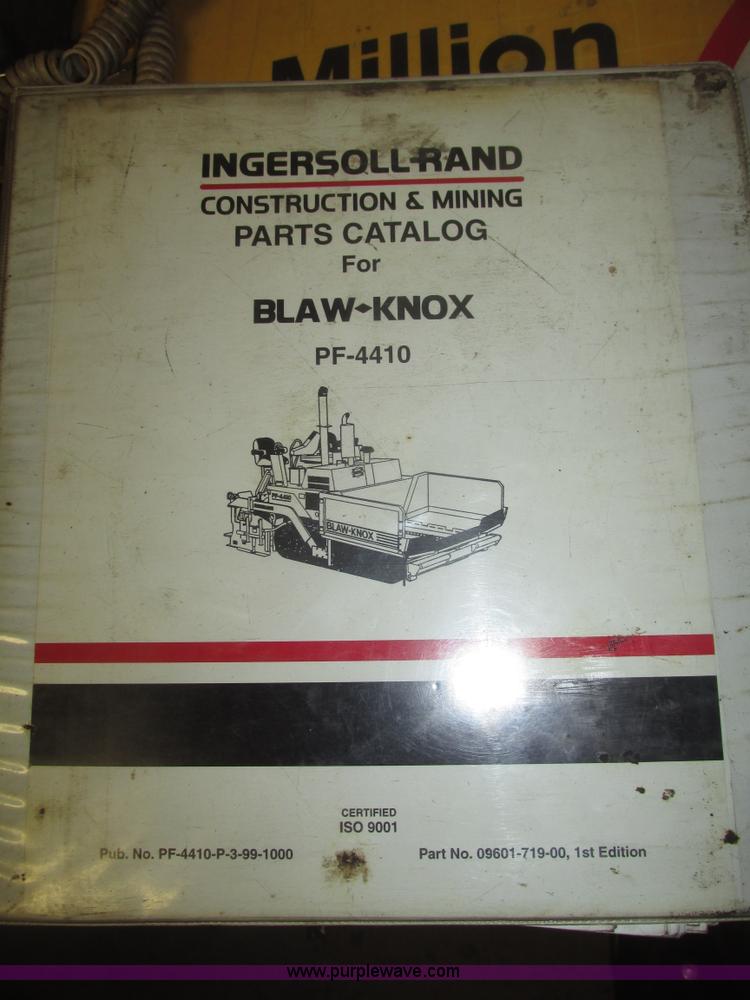 Million
INGERSOLL-RAND
CONSTRUCTION & MINING
PARTS CATALOG
For
BLAW-KNOX
PF-4410
PF-4410
BLAW-KNOX
CERTIFIED
ISO 9001
Pub. No. PF-4410-P-3-99-1000
Part No. 09601-719-00, 1st Edition
www.purplewave.com